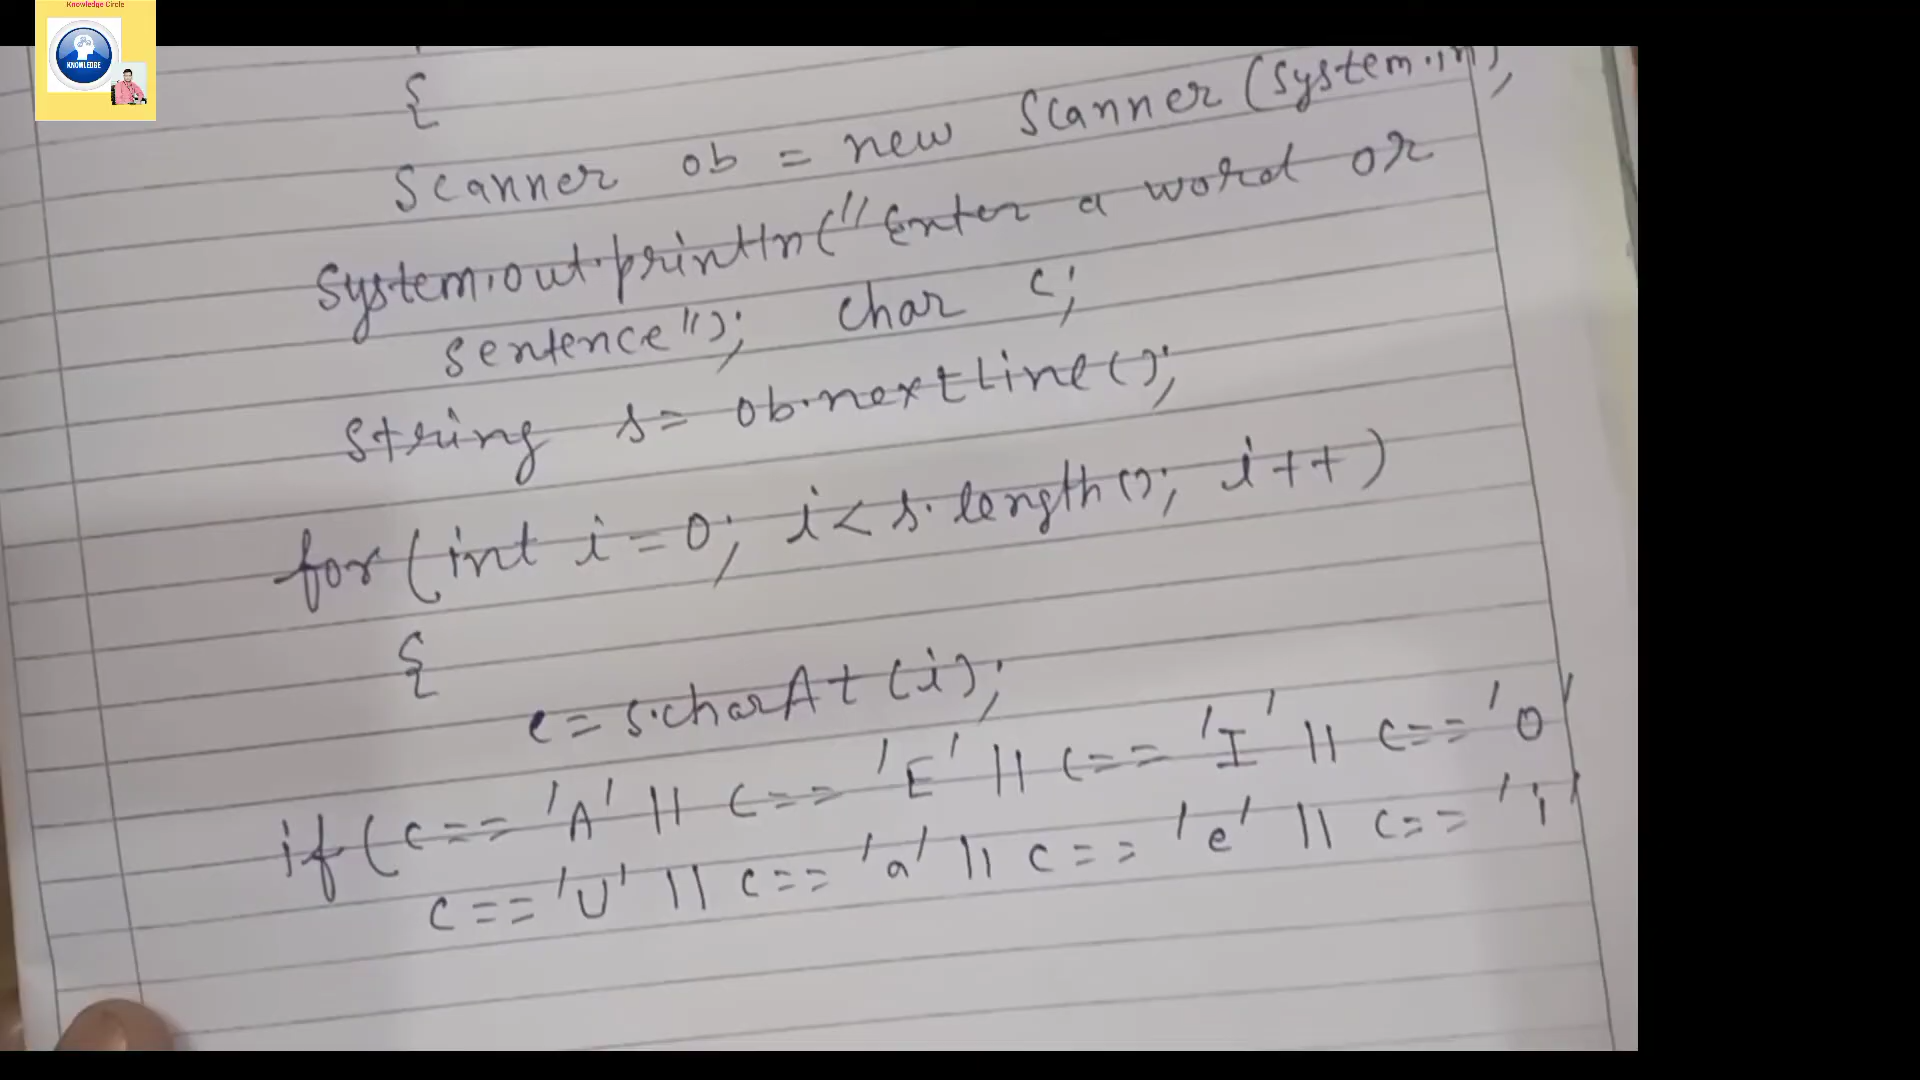 Knowledge Circle
KNOWLEDGE
{
Scanner ob = new Scanner (System.in);
System.out.println("Enter a word or
sentence"); char c;
String s= ob.nextLine();
for (int i=0; i<s.length(); i++)
{
c= s.charAt (i);
if( c== 'A' || c== 'E' || c== 'I' || c== 'O'
c== 'U' || c== 'a' || c== 'e' || c== 'i'